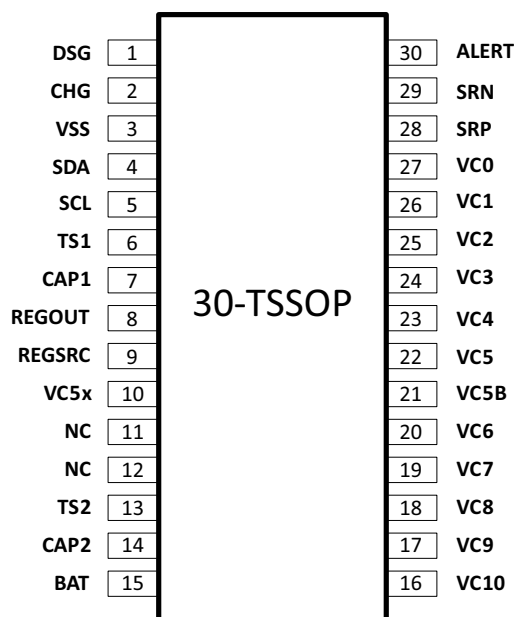 DSG 1 30 ALERT
CHG 2 29 SRN
VSS 3 28 SRP
SDA 4 27 VC0
SCL 5 26 VC1
TS1 6 25 VC2
CAP1 7 24 VC3
30-TSSOP
REGOUT 8 23 VC4
REGSRC 9 22 VC5
VC5x 10 21 VC5B
NC 11 20 VC6
NC 12 19 VC7
TS2 13 18 VC8
CAP2 14 17 VC9
BAT 15 16 VC10